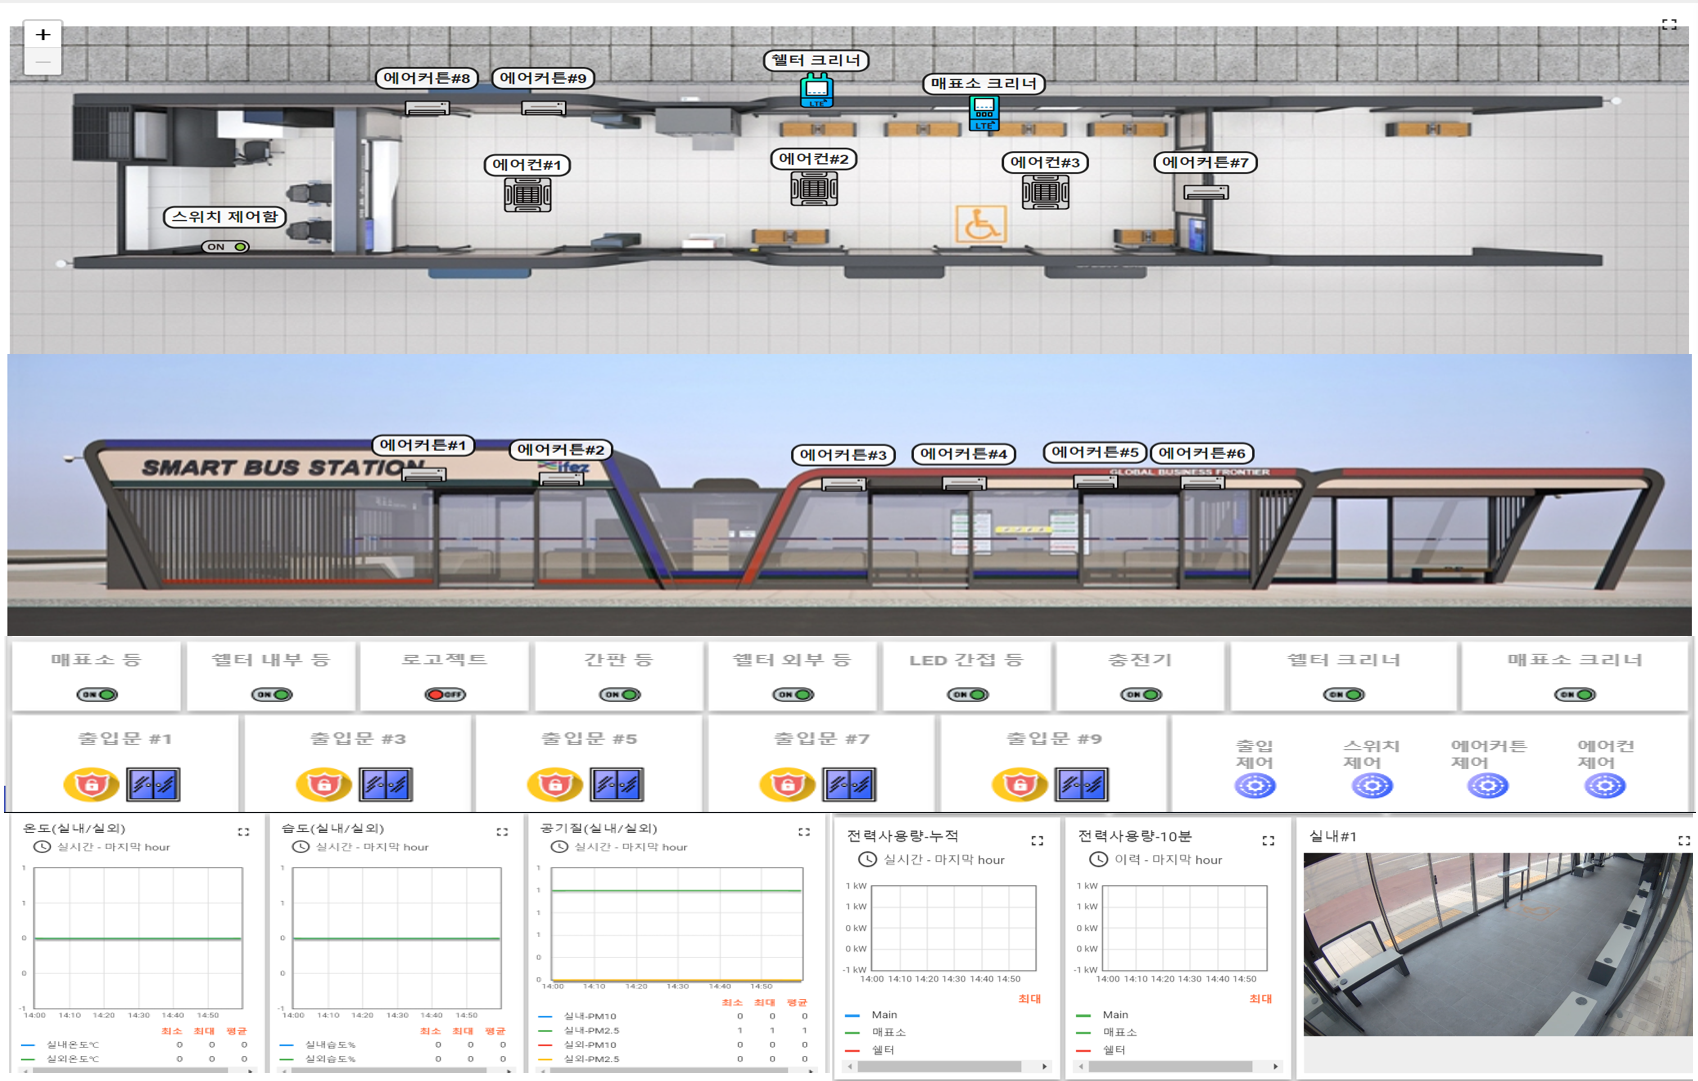 +
−
에어커튼#8
에어커튼#9
쉘터 크리너
매표소 크리너
LTE
LTE
에어컨#1
에어컨#2
에어컨#3
에어커튼#7
스위치 제어함
ON
에어커튼#1
에어커튼#2
에어커튼#3
에어커튼#4
에어커튼#5
에어커튼#6
SMART BUS STATION
ifez
GLOBAL BUSINESS FRONTIER
매표소 등
쉘터 내부 등
로고젝트
간판 등
쉘터 외부 등
LED 간접 등
충전기
쉘터 크리너
매표소 크리너
ON
ON
OFF
ON
ON
ON
ON
ON
ON
출입문 #1
출입문 #3
출입문 #5
출입문 #7
출입문 #9
출입
제어
스위치
제어
에어커튼
제어
에어컨
제어
온도(실내/실외)
실시간 - 마지막 hour
1
1
0
0
-1
14:00 14:10 14:20 14:30 14:40 14:50
최소 최대 평균
실내온도℃ 0 0 0
실외온도℃ 0 0 0
습도(실내/실외)
실시간 - 마지막 hour
1
1
0
0
-1
14:00 14:10 14:20 14:30 14:40 14:50
최소 최대 평균
실내습도% 0 0 0
실외습도% 0 0 0
공기질(실내/실외)
실시간 - 마지막 hour
1
1
1
1
0
0
14:00 14:10 14:20 14:30 14:40 14:50
최소 최대 평균
실내-PM10 0 0 0
실내-PM2.5 1 1 1
실외-PM10 0 0 0
실외-PM2.5 0 0 0
전력사용량-누적
실시간 - 마지막 hour
1 kW
1 kW
0 kW
0 kW
-1 kW
14:00 14:10 14:20 14:30 14:40 14:50
최대
Main
매표소
쉘터
전력사용량-10분
이력 - 마지막 hour
1 kW
1 kW
0 kW
0 kW
-1 kW
14:00 14:10 14:20 14:30 14:40 14:50
최대
Main
매표소
쉘터
실내#1